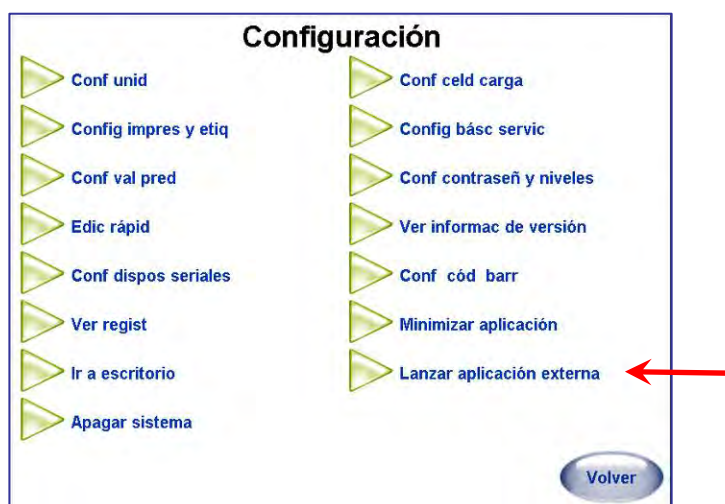 Configuración
Conf unid
Config impres y etiq
Conf val pred
Edic rápid
Conf dispos seriales
Ver regist
Ir a escritorio
Apagar sistema
Conf celd carga
Config básc servic
Conf contraseñ y niveles
Ver informac de versión
Conf cód barr
Minimizar aplicación
Lanzar aplicación externa
Volver